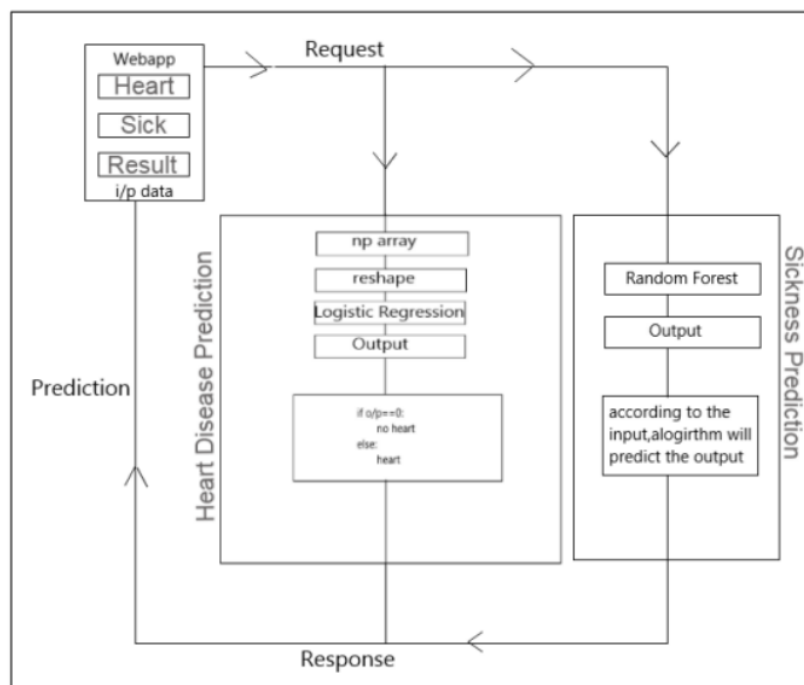 Request
Webapp
Heart
Sick
Result
i/p data
Heart Disease Prediction
np array
reshape
Logistic Regression
Output
if o/p==0:
no heart
else:
heart
Sickness Prediction
Random Forest
Output
according to the
input,alogirthm will
predict the output
Prediction
Response